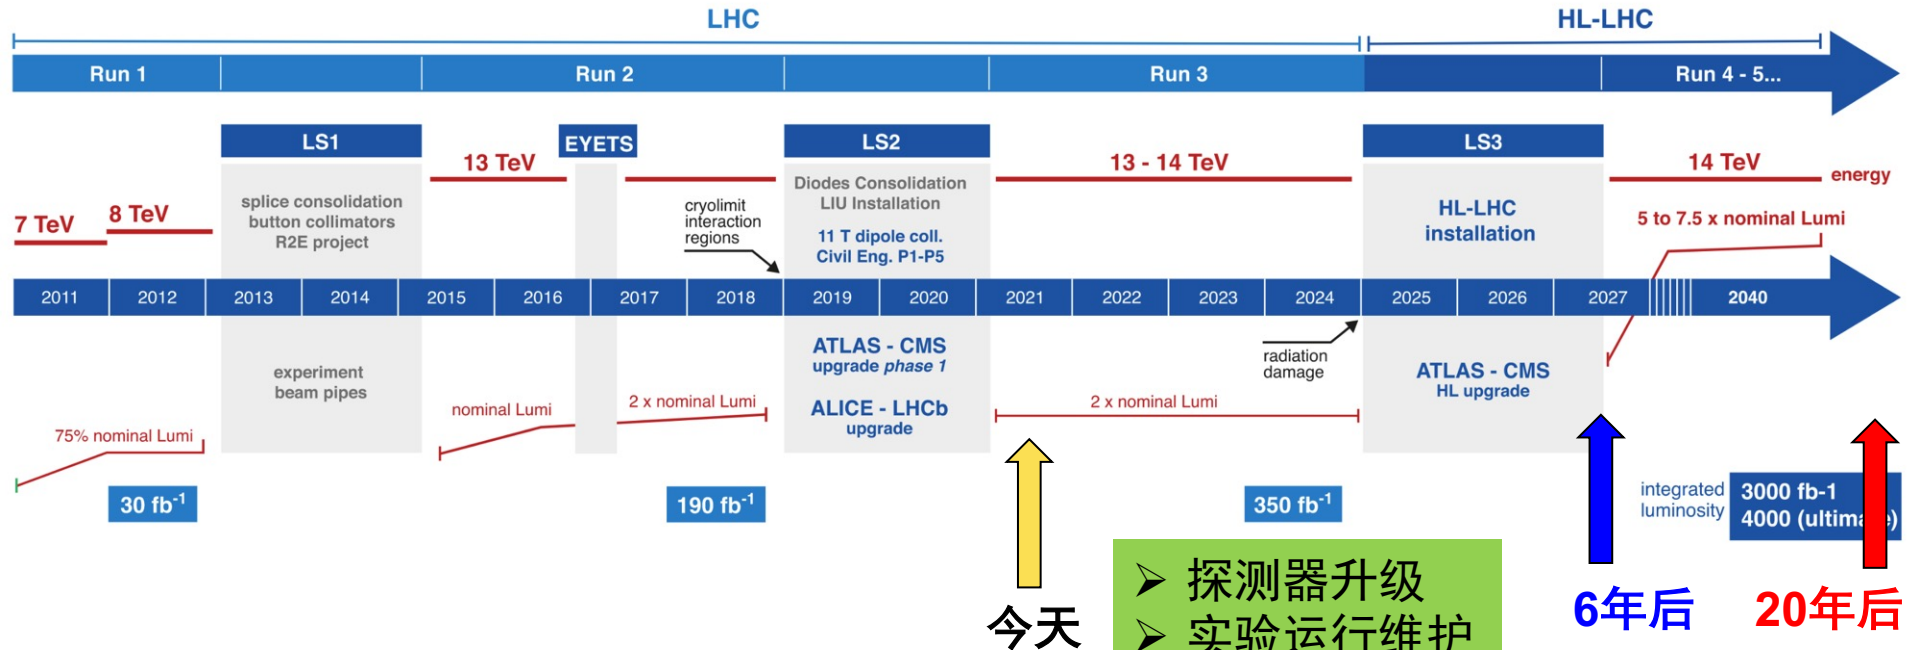 LHC
HL-LHC
Run 1
Run 2
Run 3
Run 4 - 5...
LS1
EYETS
LS2
LS3
13 TeV
13 - 14 TeV
14 TeV
energy
7 TeV
8 TeV
splice consolidation
button collimators
R2E project
cryolimit
interaction
regions
Diodes Consolidation
LIU Installation
11 T dipole coll.
Civil Eng. P1-P5
HL-LHC
installation
5 to 7.5 x nominal Lumi
2011
2012
2013
2014
2015
2016
2017
2018
2019
2020
2021
2022
2023
2024
2025
2026
2027
2040
experiment
beam pipes
ATLAS - CMS
upgrade phase 1
ALICE - LHCb
upgrade
radiation
damage
ATLAS - CMS
HL upgrade
75% nominal Lumi
nominal Lumi
2 x nominal Lumi
2 x nominal Lumi
30 fb⁻¹
190 fb⁻¹
350 fb⁻¹
integrated
luminosity
3000 fb-1
4000 (ultimate)
➢ 探测器升级
➢ 实验运行维护
今天
6年后
20年后